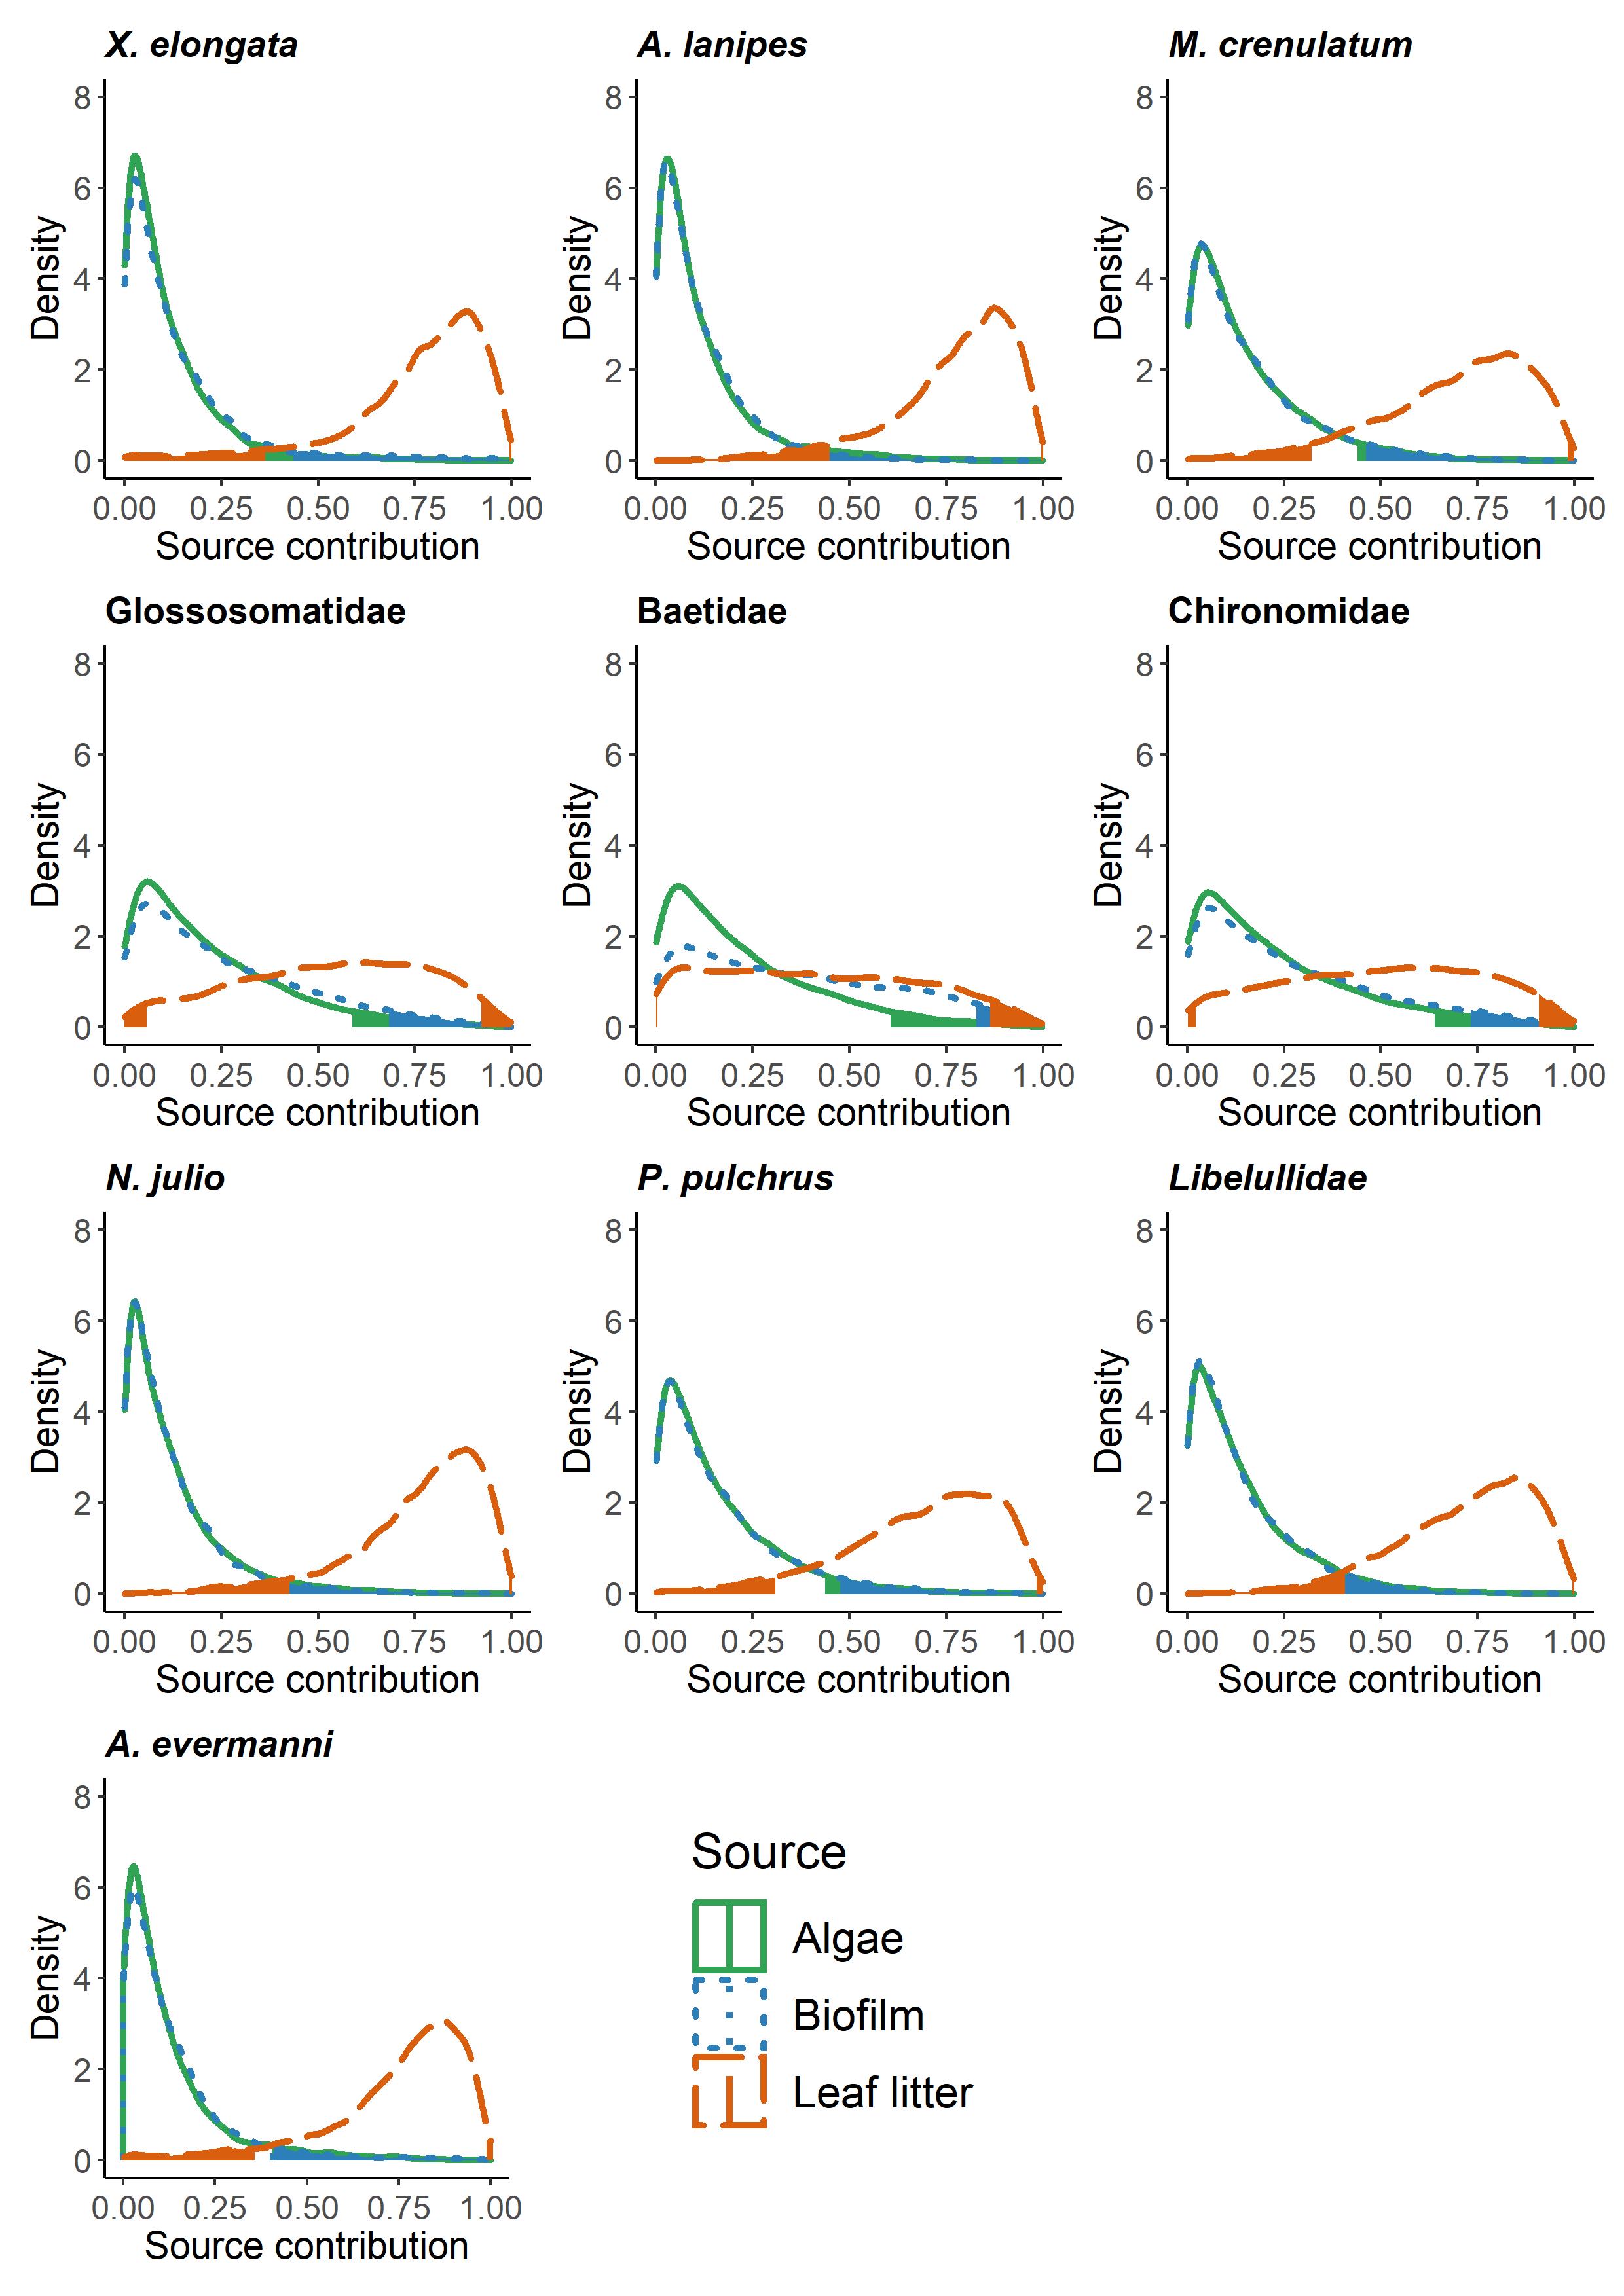 X. elongata A. lanipes M. crenulatum
8 8 8
6 6 6
4 4 4
2 2 2
0 0 0
Density Density Density
0.00 0.25 0.50 0.75 1.00 0.00 0.25 0.50 0.75 1.00 0.00 0.25 0.50 0.75 1.00
Source contribution Source contribution Source contribution
Glossosomatidae Baetidae Chironomidae
8 8 8
6 6 6
4 4 4
2 2 2
0 0 0
Density Density Density
0.00 0.25 0.50 0.75 1.00 0.00 0.25 0.50 0.75 1.00 0.00 0.25 0.50 0.75 1.00
Source contribution Source contribution Source contribution
N. julio P. pulchrus Libelullidae
8 8 8
6 6 6
4 4 4
2 2 2
0 0 0
Density Density Density
0.00 0.25 0.50 0.75 1.00 0.00 0.25 0.50 0.75 1.00 0.00 0.25 0.50 0.75 1.00
Source contribution Source contribution Source contribution
A. evermanni
8
6
4
2
0
Density
0.00 0.25 0.50 0.75 1.00
Source contribution
Source
Algae
Biofilm
Leaf litter